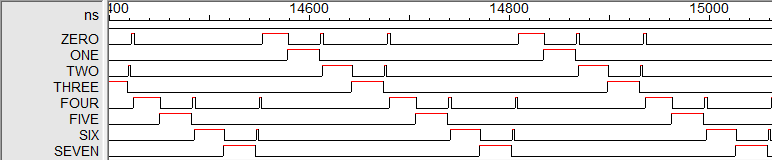 400 14600 14800 15000
ns
ZERO
ONE
TWO
THREE
FOUR
FIVE
SIX
SEVEN